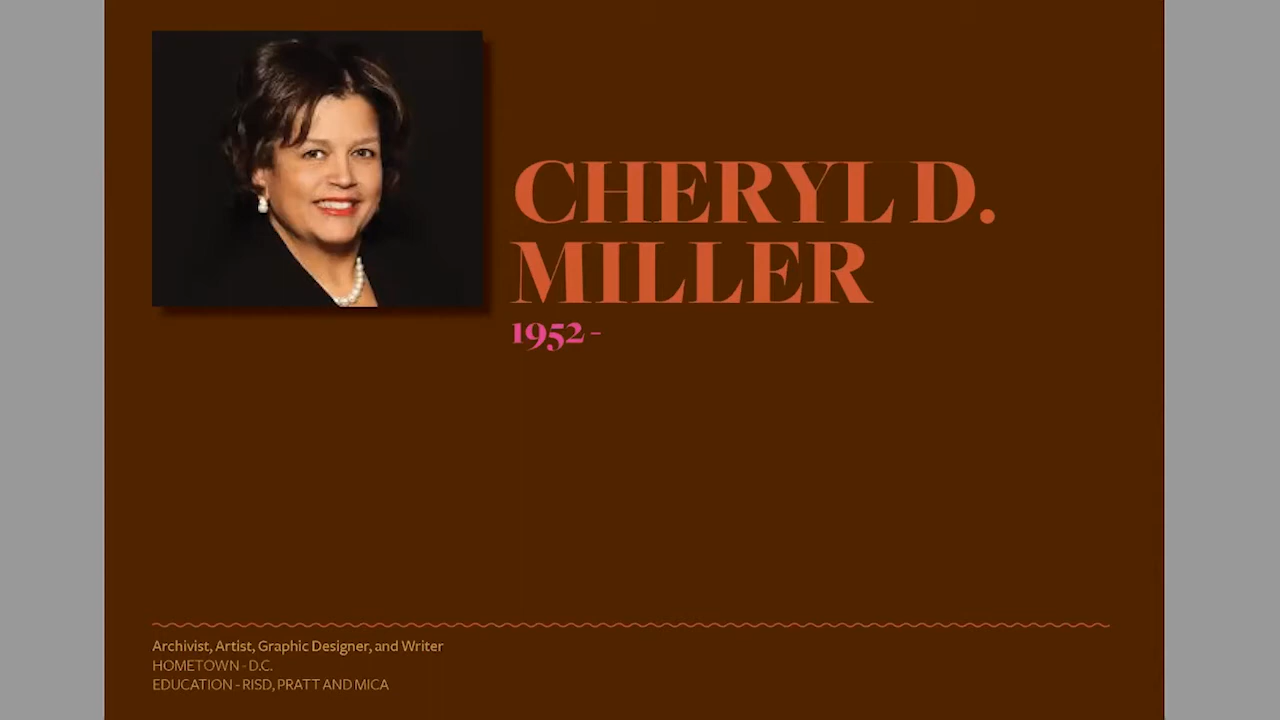 CHERYL D.
MILLER
1952 -
Archivist, Artist, Graphic Designer, and Writer
HOMETOWN - D.C.
EDUCATION - RISD, PRATT AND MICA